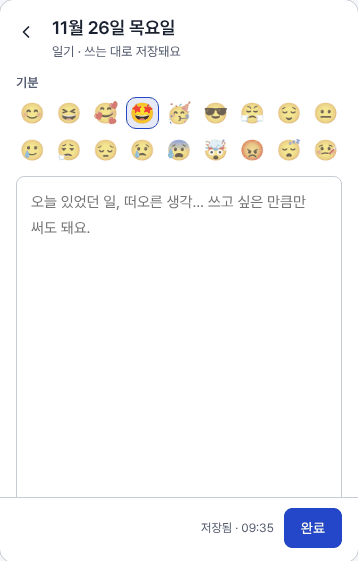 11월 26일 목요일
일기 · 쓰는 대로 저장돼요
기분
오늘 있었던 일, 떠오른 생각... 쓰고 싶은 만큼만
써도 돼요.
저장됨 · 09:35
완료